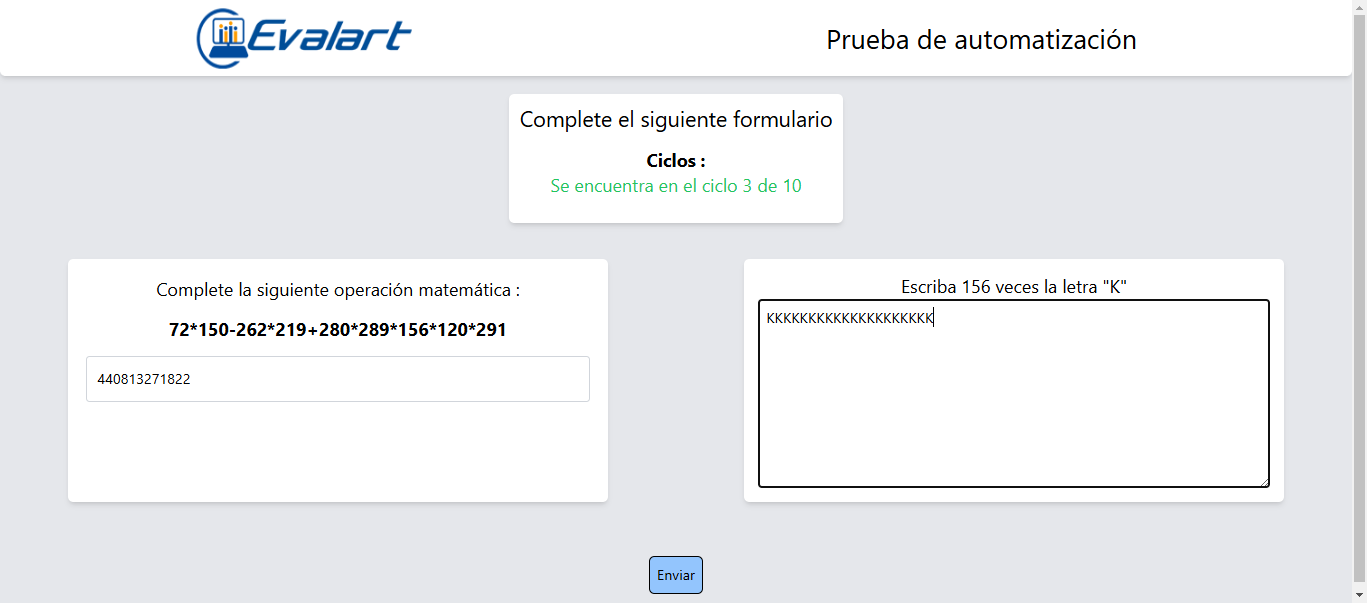 Evalart
Prueba de automatización
Complete el siguiente formulario
Ciclos :
Se encuentra en el ciclo 3 de 10
Complete la siguiente operación matemática :
72*150-262*219+280*289*156*120*291
440813271822
Escriba 156 veces la letra "K"
KKKKKKKKKKKKKKKKKKKK
Enviar